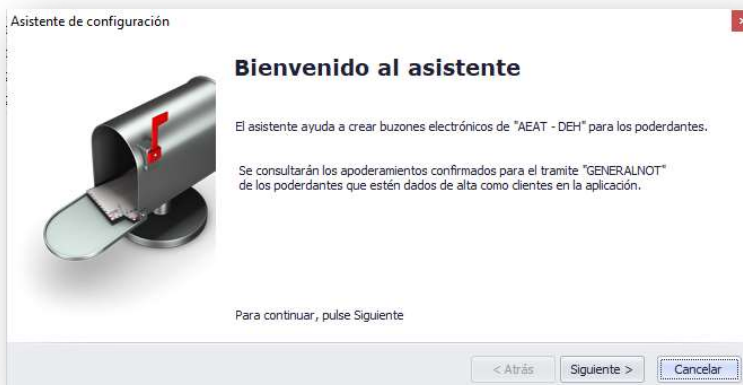 Asistente de configuración
Bienvenido al asistente
El asistente ayuda a crear buzones electrónicos de "AEAT - DEH" para los poderdantes.
Se consultarán los apoderamientos confirmados para el tramite "GENERALNOT"
de los poderdantes que estén dados de alta como clientes en la aplicación.
Para continuar, pulse Siguiente
< Atrás Siguiente > Cancelar